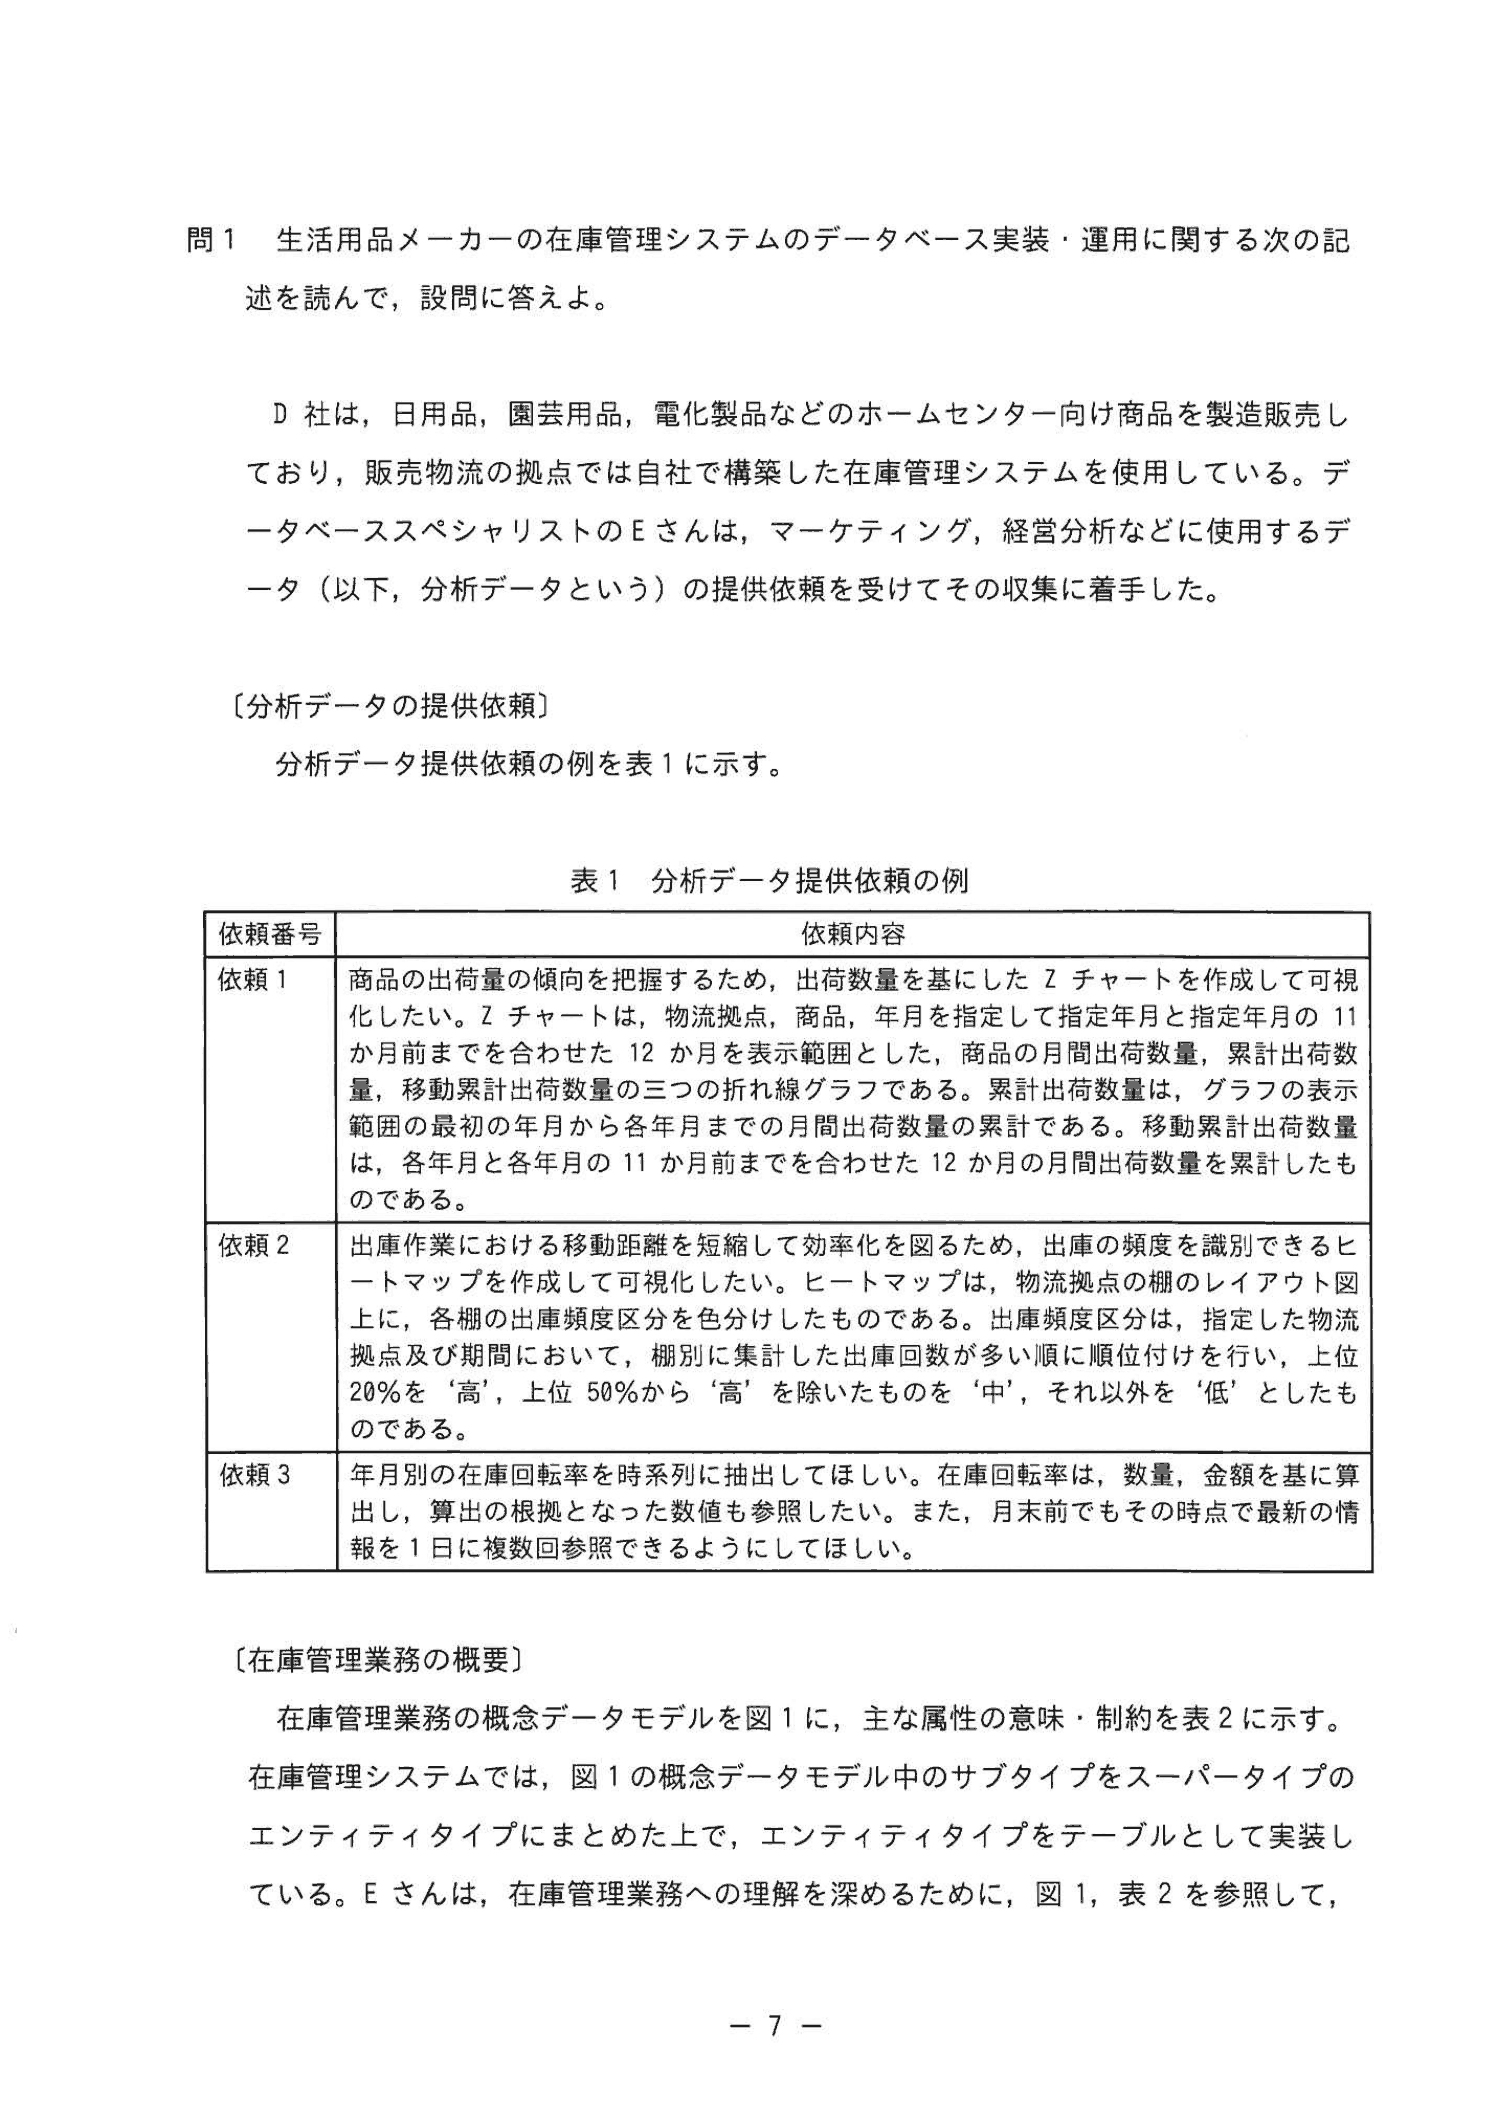 問1 生活用品メーカーの在庫管理システムのデータベース実装・運用に関する次の記
述を読んで，設問に答えよ。
D 社は，日用品，園芸用品，電化製品などのホームセンター向け商品を製造販売し
ており，販売物流の拠点では自社で構築した在庫管理システムを使用している。デ
ータベーススペシャリストのEさんは，マーケティング，経営分析などに使用するデ
ータ（以下，分析データという）の提供依頼を受けてその収集に着手した。
〔分析データの提供依頼〕
分析データ提供依頼の例を表1に示す。
表1 分析データ提供依頼の例
依頼番号 依頼内容
依頼1 商品の出荷量の傾向を把握するため，出荷数量を基にした Z チャートを作成して可視
化したい。Z チャートは，物流拠点，商品，年月を指定して指定年月と指定年月の 11
か月前までを合わせた 12 か月を表示範囲とした，商品の月間出荷数量，累計出荷数
量，移動累計出荷数量の三つの折れ線グラフである。累計出荷数量は，グラフの表示
範囲の最初の年月から各年月までの月間出荷数量の累計である。移動累計出荷数量
は，各年月と各年月の 11 か月前までを合わせた 12 か月の月間出荷数量を累計したも
のである。
依頼2 出庫作業における移動距離を短縮して効率化を図るため，出庫の頻度を識別できるヒ
ートマップを作成して可視化したい。ヒートマップは，物流拠点の棚のレイアウト図
上に，各棚の出庫頻度区分を色分けしたものである。出庫頻度区分は，指定した物流
拠点及び期間において，棚別に集計した出庫回数が多い順に順位付けを行い，上位
20%を ‘高’，上位 50%から ‘高’ を除いたものを ‘中’，それ以外を ‘低’ としたも
のである。
依頼3 年月別の在庫回転率を時系列に抽出してほしい。在庫回転率は，数量，金額を基に算
出し，算出の根拠となった数値も参照したい。また，月末前でもその時点で最新の情
報を1日に複数回参照できるようにしてほしい。
〔在庫管理業務の概要〕
在庫管理業務の概念データモデルを図1に，主な属性の意味・制約を表2に示す。
在庫管理システムでは，図1の概念データモデル中のサブタイプをスーパータイプの
エンティティタイプにまとめた上で，エンティティタイプをテーブルとして実装し
ている。E さんは，在庫管理業務への理解を深めるために，図1，表2を参照して，
－ 7 －